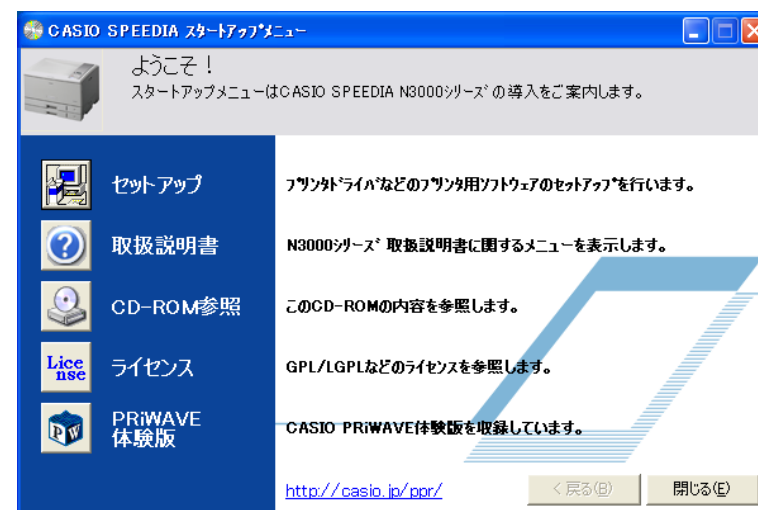 CASIO SPEEDIA ｽﾀｰﾄｱｯﾌﾟﾒﾆｭｰ
ようこそ！
スタートアップメニューはCASIO SPEEDIA N3000ｼﾘｰｽﾞの導入をご案内します。
セットアップ
ﾌﾟﾘﾝﾀﾄﾞﾗｲﾊﾞなどのﾌﾟﾘﾝﾀ用ｿﾌﾄｳｪｱのｾｯﾄｱｯﾌﾟを行います。
取扱説明書
N3000ｼﾘｰｽﾞ取扱説明書に関するメニューを表示します。
CD-ROM参照
このCD-ROMの内容を参照します。
Lice
nse
ライセンス
GPL/LGPLなどのﾗｲｾﾝｽを参照します。
PW
PRiWAVE
体験版
CASIO PRiWAVE体験版を収録しています。
http://casio.jp/ppr/
< 戻る(B)
閉じる(E)